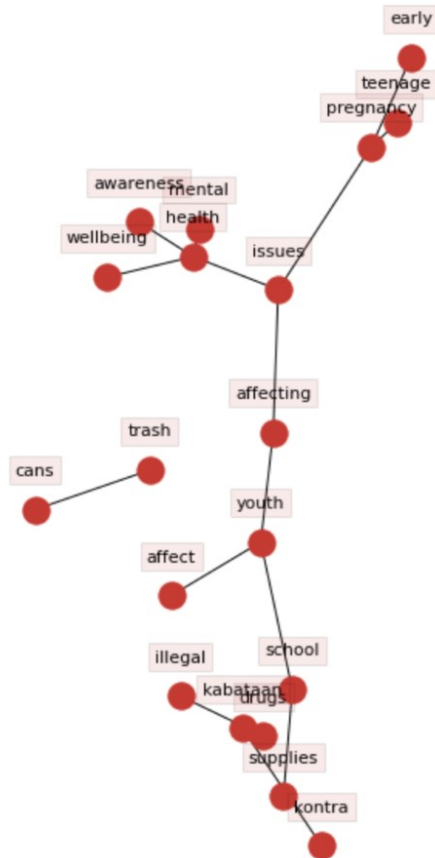 early
teenage
pregnancy
awareness
mental
health
wellbeing
issues
affecting
trash
cans
youth
affect
school
illegal
kabataan
drugs
supplies
kontra